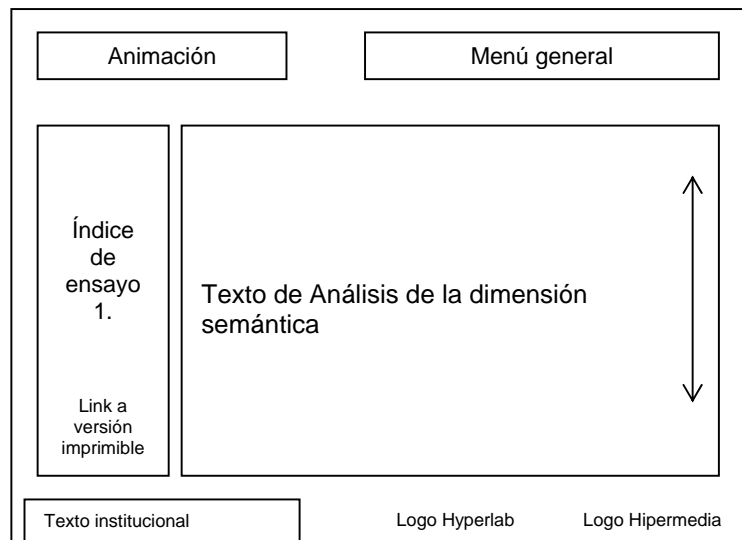 Animación
Menú general
Índice
de
ensayo
1.
Link a
versión
imprimible
Texto de Análisis de la dimensión
semántica
Texto institucional
Logo Hyperlab
Logo Hipermedia